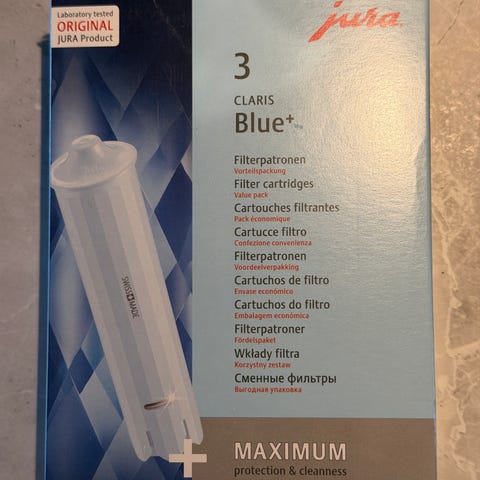 Laboratory tested
ORIGINAL
JURA Product
jura
3
CLARIS
Blue+
Filterpatronen
Vorteilspackung
Filter cartridges
Value pack
Cartouches filtrantes
Pack économique
Cartucce filtro
Confezione convenienza
Filterpatronen
Voordeelverpakking
Cartuchos de filtro
Envase económico
Cartuchos do filtro
Embalagem económica
Filterpatroner
Fördelspaket
Wkłady filtra
Korzystny zestaw
Сменные фильтры
Выгодная упаковка
SWISS MADE
+
MAXIMUM
protection & cleanness